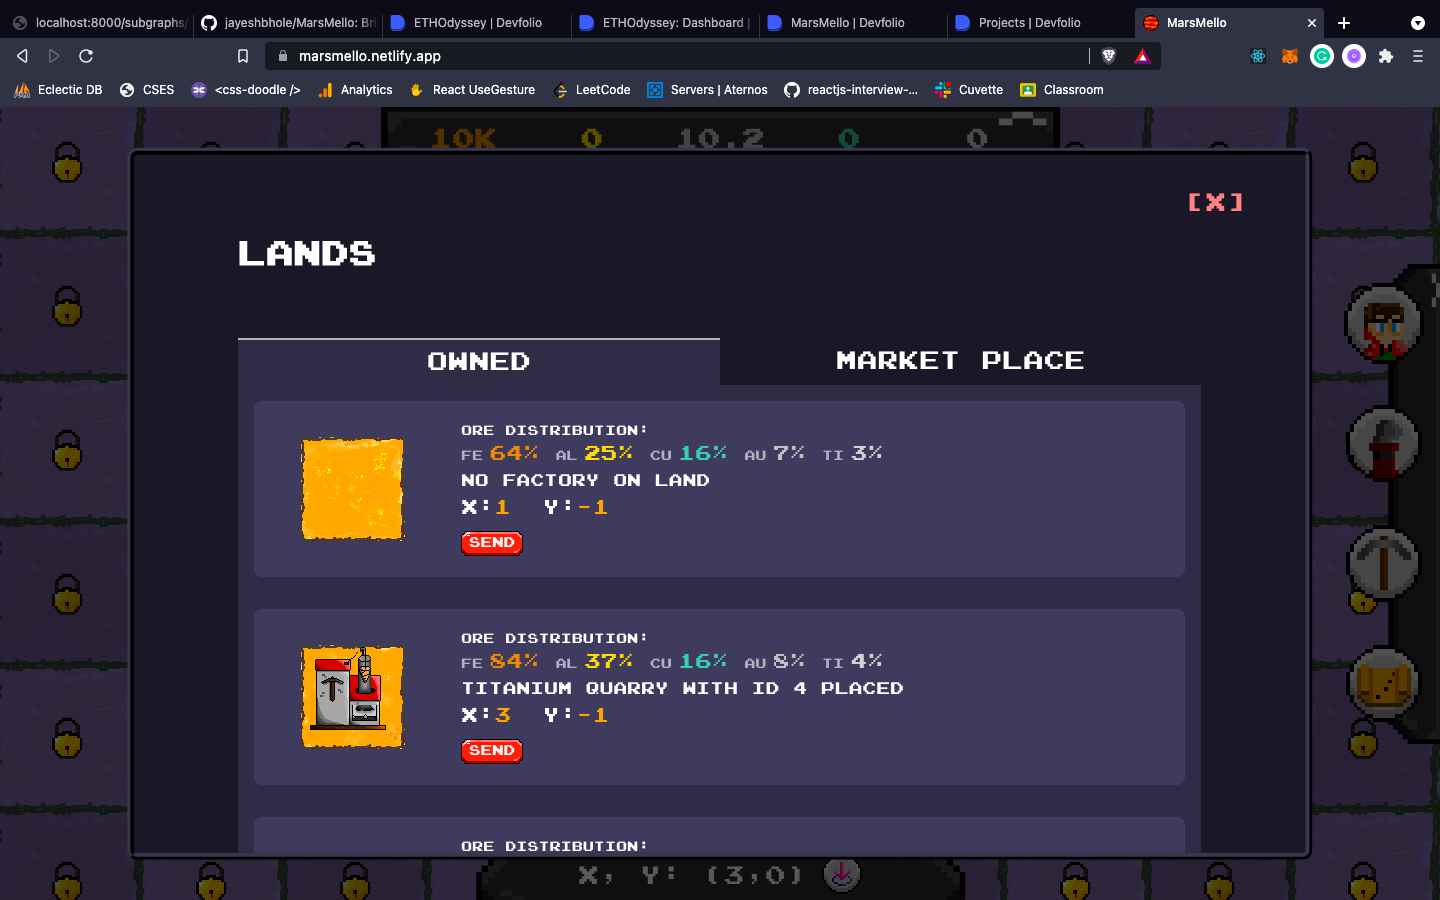 localhost:8000/subgraphs/
jayeshbhole/MarsMello: Bri
ETHOdyssey | Devfolio
ETHOdyssey: Dashboard |
MarsMello | Devfolio
Projects | Devfolio
MarsMello
marsmello.netlify.app
Eclectic DB
CSES
<css-doodle />
Analytics
React UseGesture
LeetCode
Servers | Aternos
reactjs-interview-...
Cuvette
Classroom
10K 0 10.2 0 0
[X]
LANDS
OWNED
MARKET PLACE
ORE DISTRIBUTION:
FE 64% AL 25% CU 16% AU 7% TI 3%
NO FACTORY ON LAND
X:1 Y:-1
SEND
ORE DISTRIBUTION:
FE 84% AL 37% CU 16% AU 8% TI 4%
TITANIUM QUARRY WITH ID 4 PLACED
X:3 Y:-1
SEND
ORE DISTRIBUTION:
X, Y: (3,0)